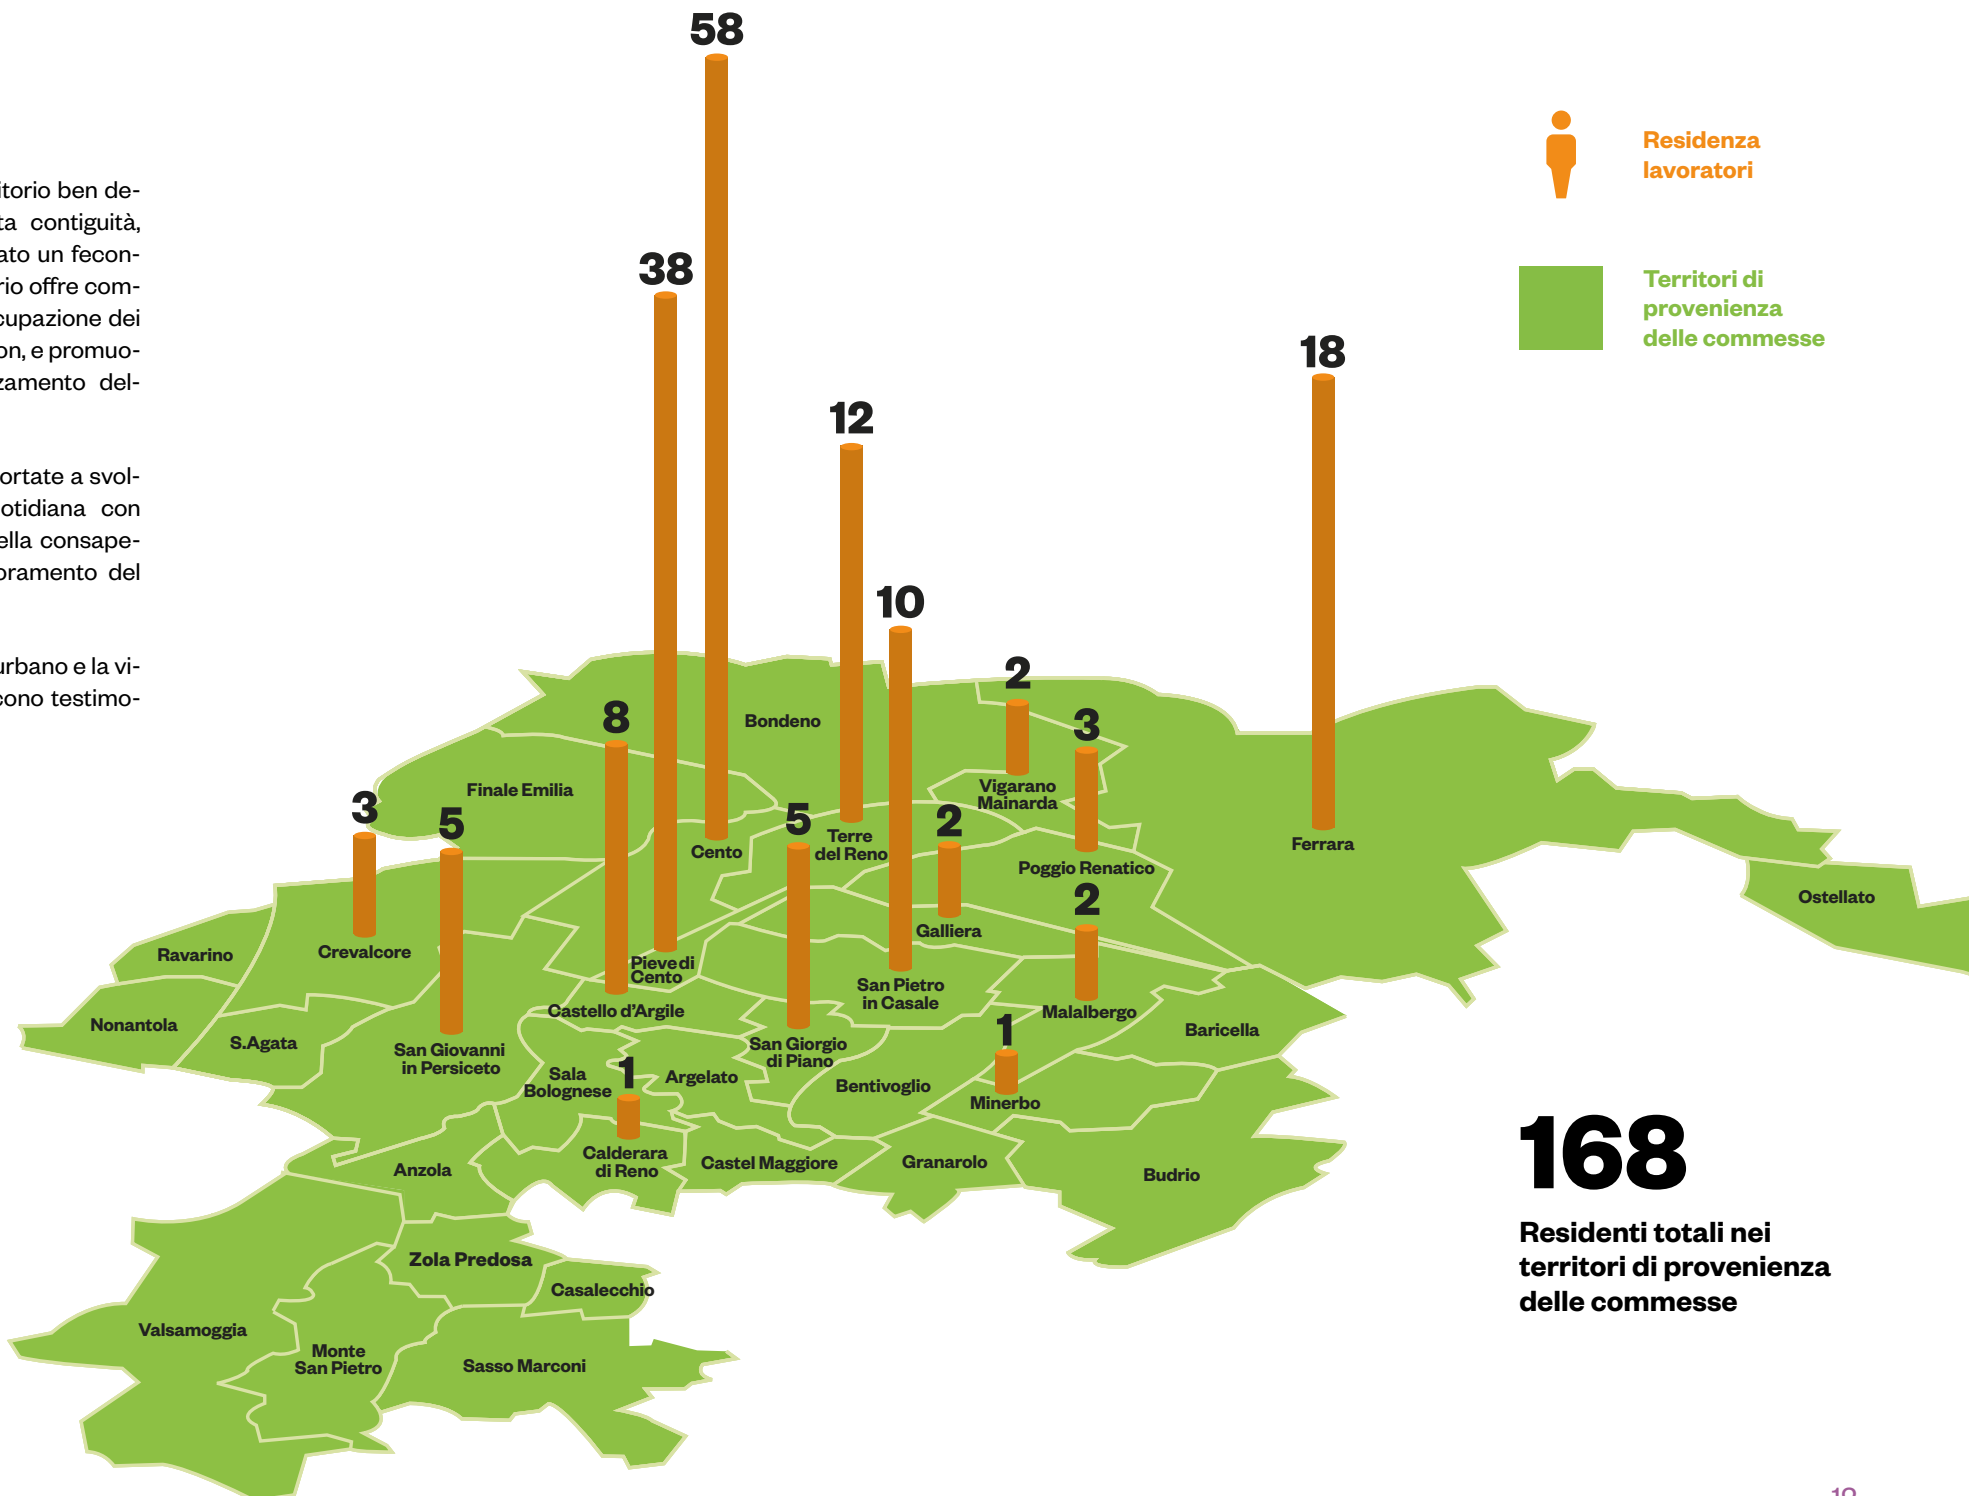 itorio ben de-
ta contiguità,
ato un fecon-
rio offre com-
cupazione dei
on, e promuo-
zamento del-
ortate a svol-
otidiana con
ella consape-
oramento del
urbano e la vi-
cono testimo-
58
38
18
12
10
8
2
3
3
5
5
2
2
1
1
Residenza
lavoratori
Territori di
provenienza
delle commesse
Bondeno
Finale Emilia
Vigarano
Mainarda
Cento
Terre
del Reno
Poggio Renatico
Ferrara
Ostellato
Ravarino
Crevalcore
Galliera
Pieve di
Cento
San Pietro
in Casale
Castello d'Argile
Malalbergo
Nonantola
S.Agata
San Giovanni
in Persiceto
San Giorgio
di Piano
Baricella
Sala
Bolognese
Argelato
Bentivoglio
Minerbo
Anzola
Calderara
di Reno
Castel Maggiore
Granarolo
Budrio
Zola Predosa
Casalecchio
Valsamoggia
Monte
San Pietro
Sasso Marconi
168
Residenti totali nei
territori di provenienza
delle commesse